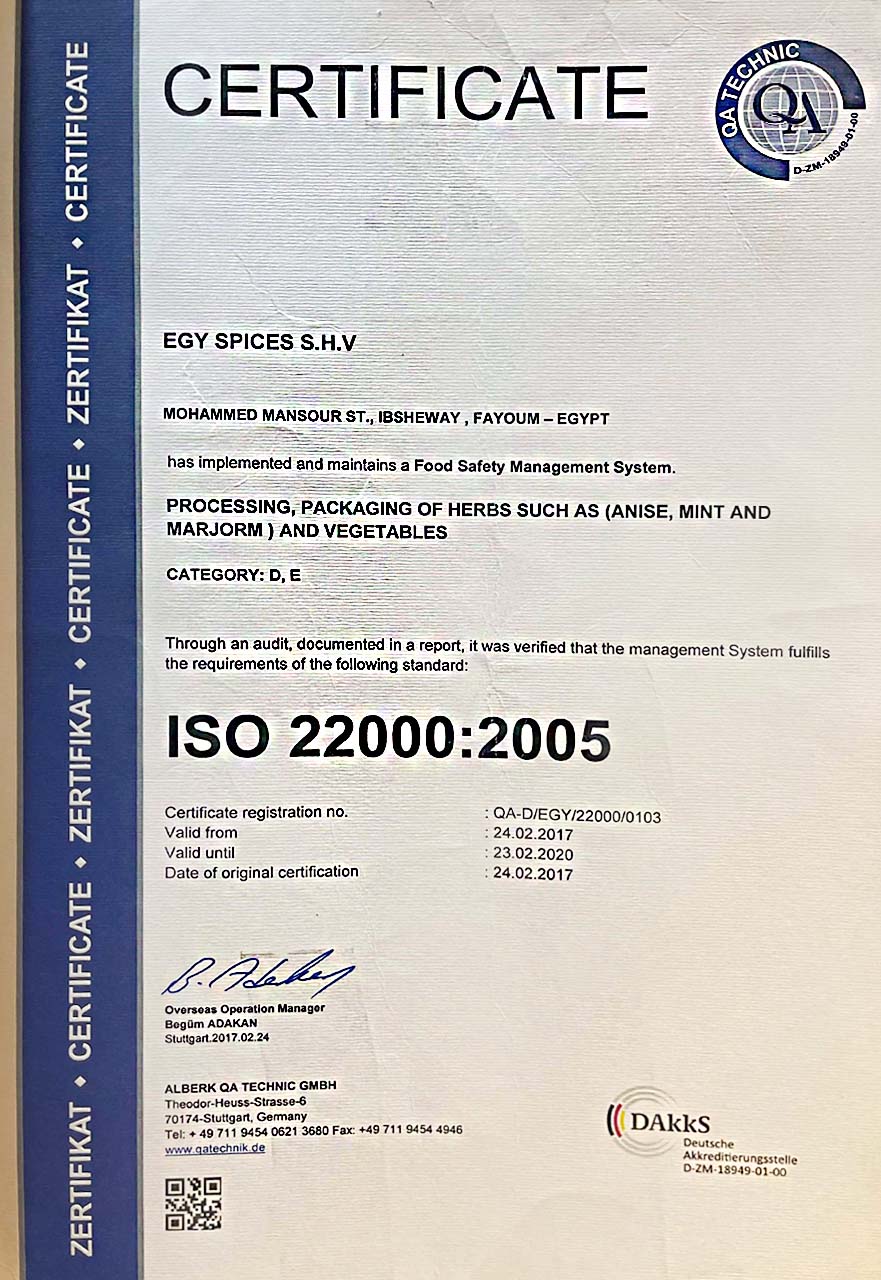 CERTIFICATE
QA TECHNIC
QA
D-ZM-18949-01-00
ZERTIFIKAT ◆ CERTIFICATE ◆ ZERTIFIKAT ◆ CERTIFICATE ◆ ZERTIFIKAT ◆ CERTIFICATE
EGY SPICES S.H.V
MOHAMMED MANSOUR ST., IBSHEWAY , FAYOUM – EGYPT
has implemented and maintains a Food Safety Management System.
PROCESSING, PACKAGING OF HERBS SUCH AS (ANISE, MINT AND
MARJORM ) AND VEGETABLES
CATEGORY: D, E
Through an audit, documented in a report, it was verified that the management System fulfills
the requirements of the following standard:
ISO 22000:2005
Certificate registration no. : QA-D/EGY/22000/0103
Valid from : 24.02.2017
Valid until : 23.02.2020
Date of original certification : 24.02.2017
B. Adakan
Overseas Operation Manager
Begüm ADAKAN
Stuttgart.2017.02.24
ALBERK QA TECHNIC GMBH
Theodor-Heuss-Strasse-6
70174-Stuttgart, Germany
Tel: + 49 711 9454 0621 3680 Fax: +49 711 9454 4946
www.qatechnik.de
DAkkS
Deutsche
Akkreditierungsstelle
D-ZM-18949-01-00